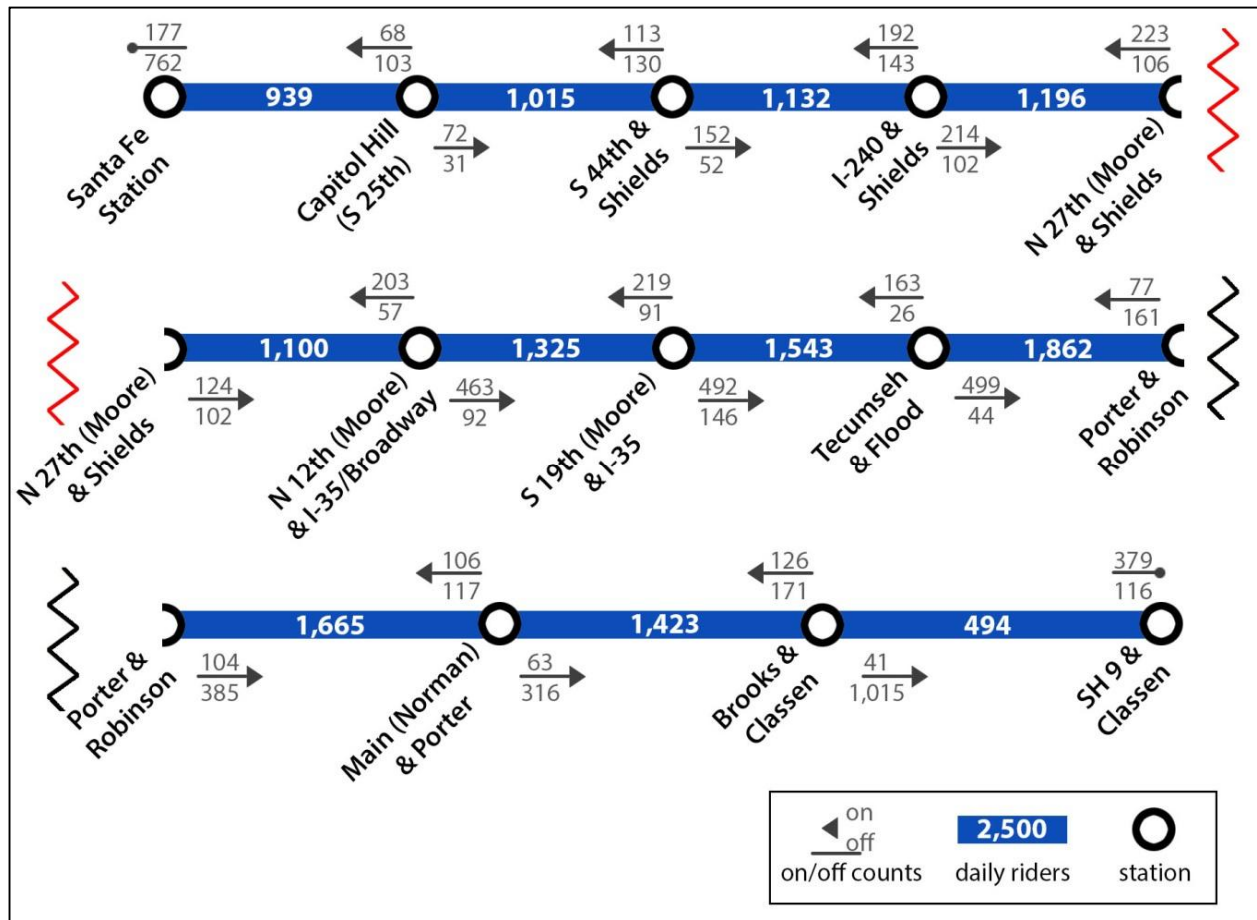 177
762
68
103
113
130
192
143
223
106
939
1,015
1,132
1,196
72
31
152
52
214
102
Santa Fe
Station
Capitol Hill
(S 25th)
S 44th &
Shields
I-240 &
Shields
N 27th (Moore)
& Shields
203
57
219
91
163
26
77
161
1,100
1,325
1,543
1,862
124
102
463
92
492
146
499
44
N 27th (Moore)
& Shields
N 12th (Moore)
& I-35/Broadway
S 19th (Moore)
& I-35
Tecumseh
& Flood
Porter &
Robinson
106
117
126
171
379
116
1,665
1,423
494
104
385
63
316
41
1,015
Porter &
Robinson
Main (Norman)
& Porter
Brooks &
Classen
SH 9 &
Classen
on
off
2,500
on/off counts
daily riders
station